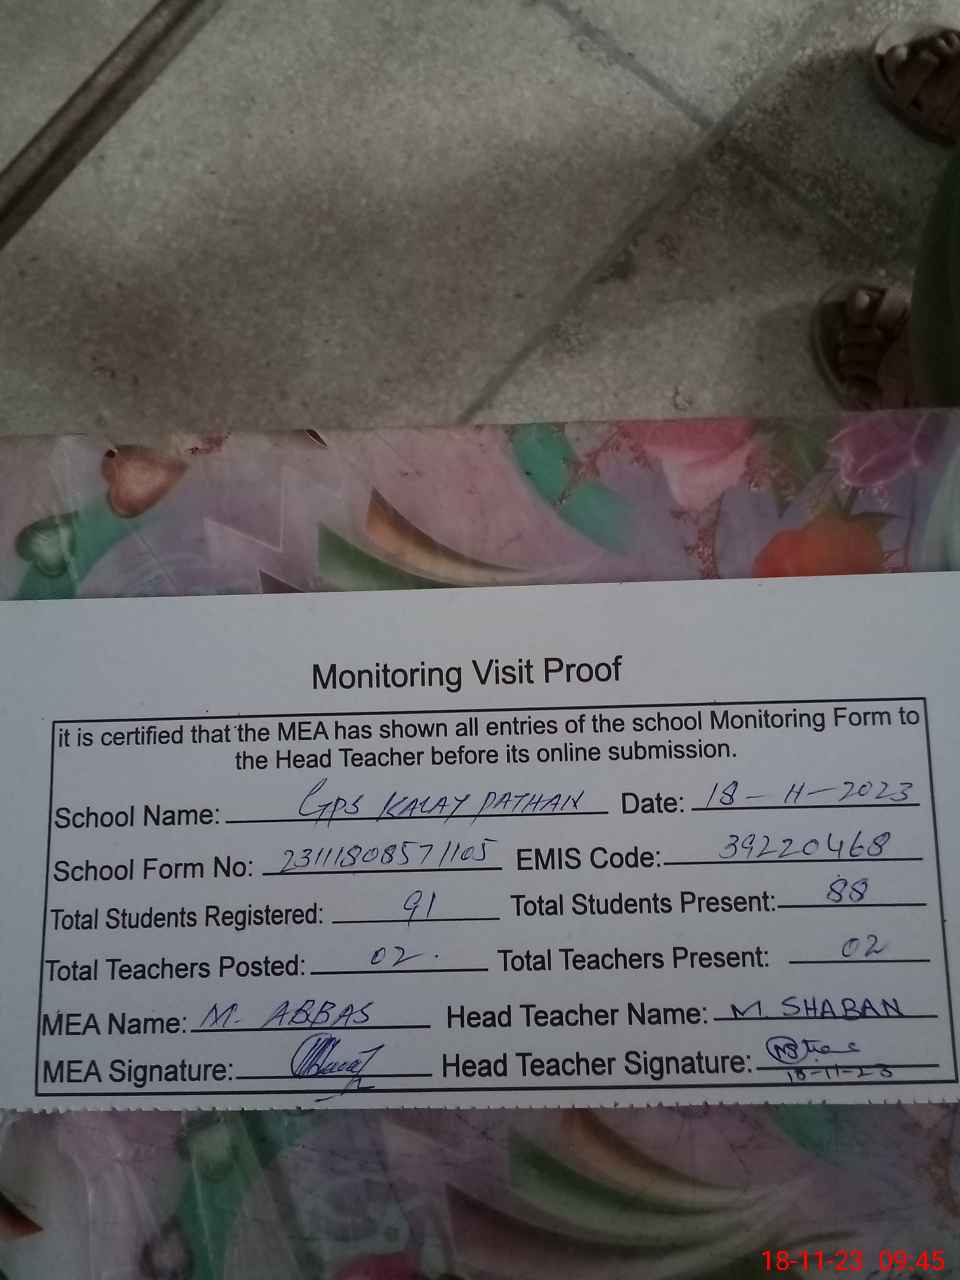 Monitoring Visit Proof
it is certified that the MEA has shown all entries of the school Monitoring Form to
the Head Teacher before its online submission.
School Name: GPS KALAY PATHAN Date: 18-11-2023
School Form No: 23111808571105 EMIS Code: 39220468
Total Students Registered: 91 Total Students Present: 88
Total Teachers Posted: 02. Total Teachers Present: 02
MEA Name: M. ABBAS Head Teacher Name: M. SHABAN
MEA Signature: Head Teacher Signature:
18-11-23
18-11-23 09:45